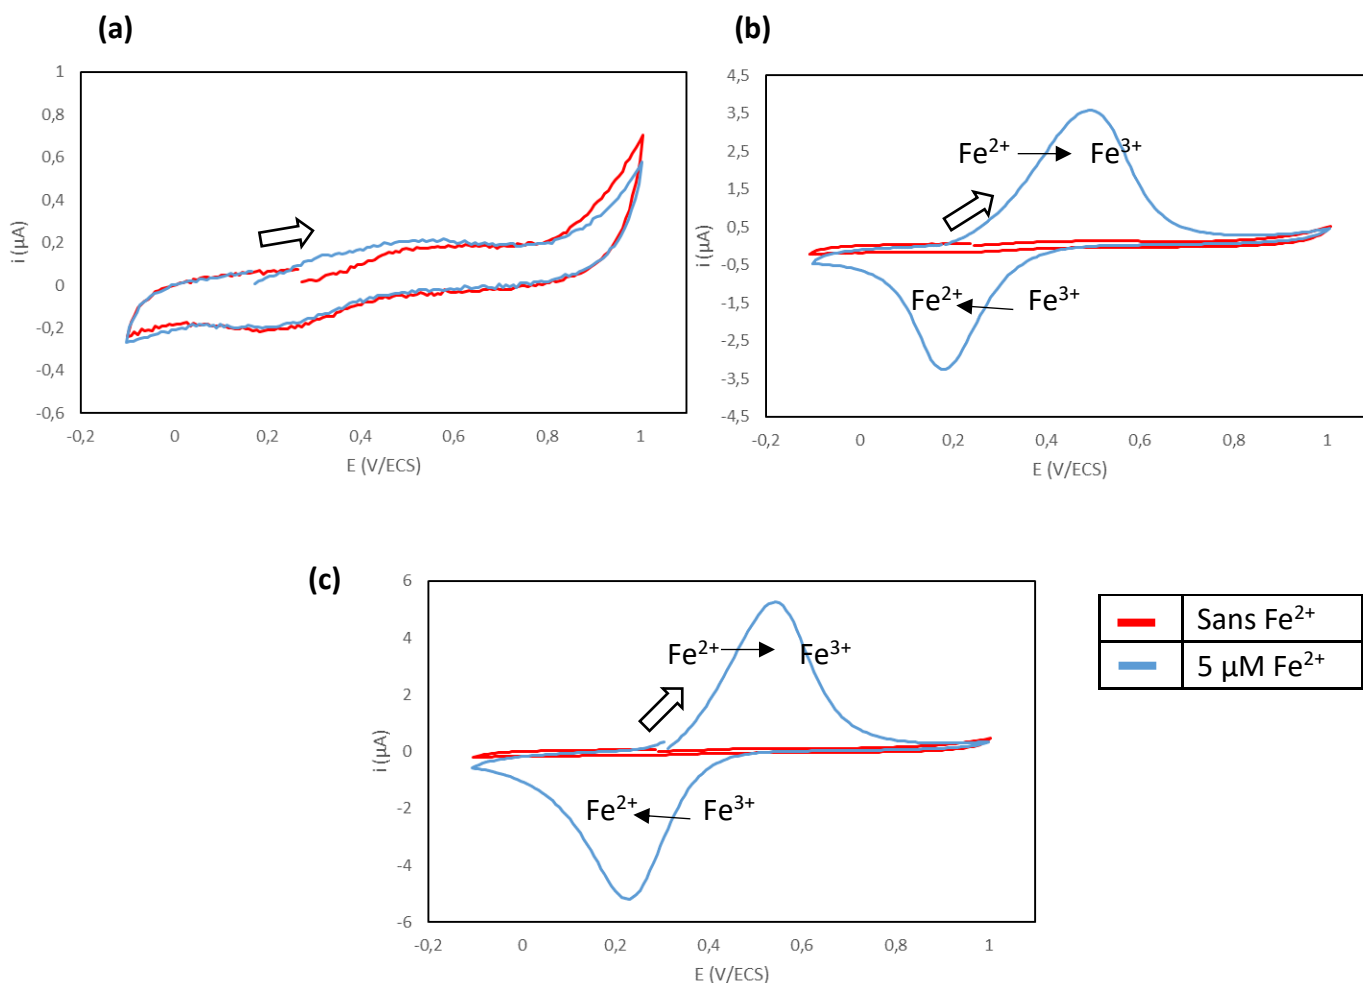 (a)
1
0,8
0,6
0,4
0,2
0
-0,2
-0,4
-0,6
i (µA)
-0,2 0 0,2 0,4 0,6 0,8 1
E (V/ECS)
(b)
4,5
3,5
2,5
1,5
0,5
-0,5
-1,5
-2,5
-3,5
-4,5
i (µA)
Fe²⁺ Fe³⁺
Fe²⁺ Fe³⁺
-0,2 0 0,2 0,4 0,6 0,8 1
E (V/ECS)
(c)
6
4
2
0
-2
-4
-6
i (µA)
Fe²⁺ Fe³⁺
Fe²⁺ Fe³⁺
-0,2 0 0,2 0,4 0,6 0,8 1
E (V/ECS)
Sans Fe²⁺
5 µM Fe²⁺